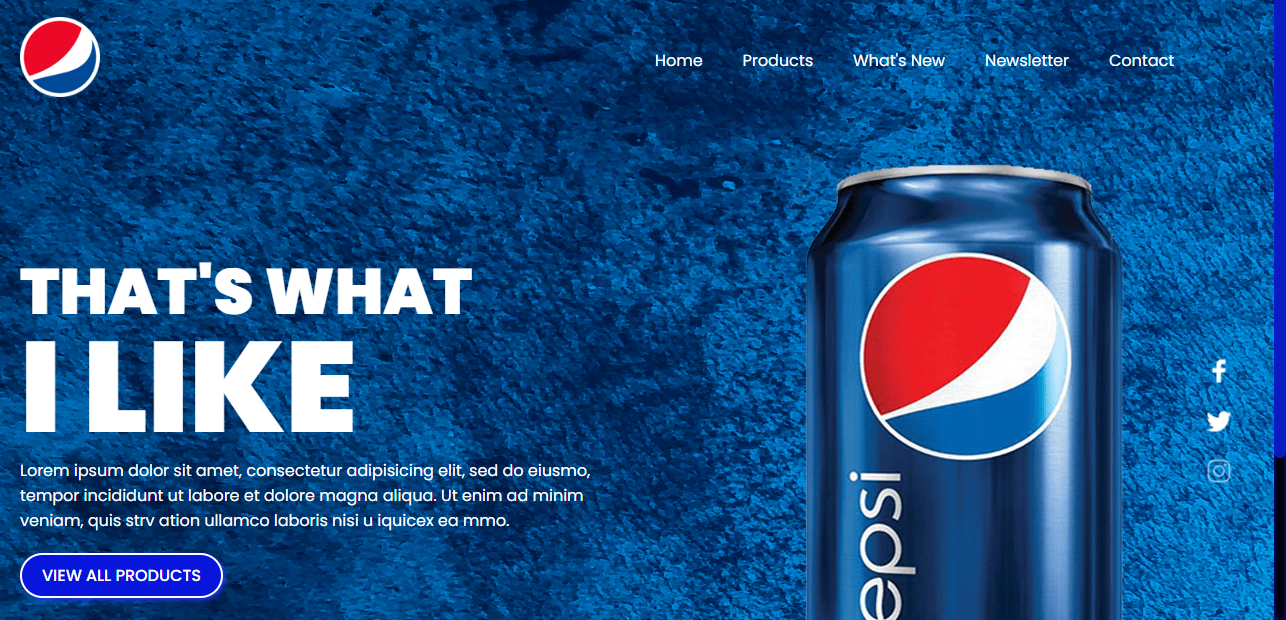 Home Products What's New Newsletter Contact
THAT'S WHAT
I LIKE
Lorem ipsum dolor sit amet, consectetur adipisicing elit, sed do eiusmo,
tempor incididunt ut labore et dolore magna aliqua. Ut enim ad minim
veniam, quis strv ation ullamco laboris nisi u iquicex ea mmo.
VIEW ALL PRODUCTS
epsi